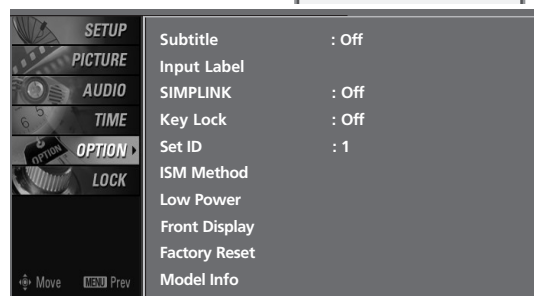 SETUP
PICTURE
AUDIO
TIME
OPTION
LOCK
Move MENU Prev
Subtitle : Off
Input Label
SIMPLINK : Off
Key Lock : Off
Set ID : 1
ISM Method
Low Power
Front Display
Factory Reset
Model Info